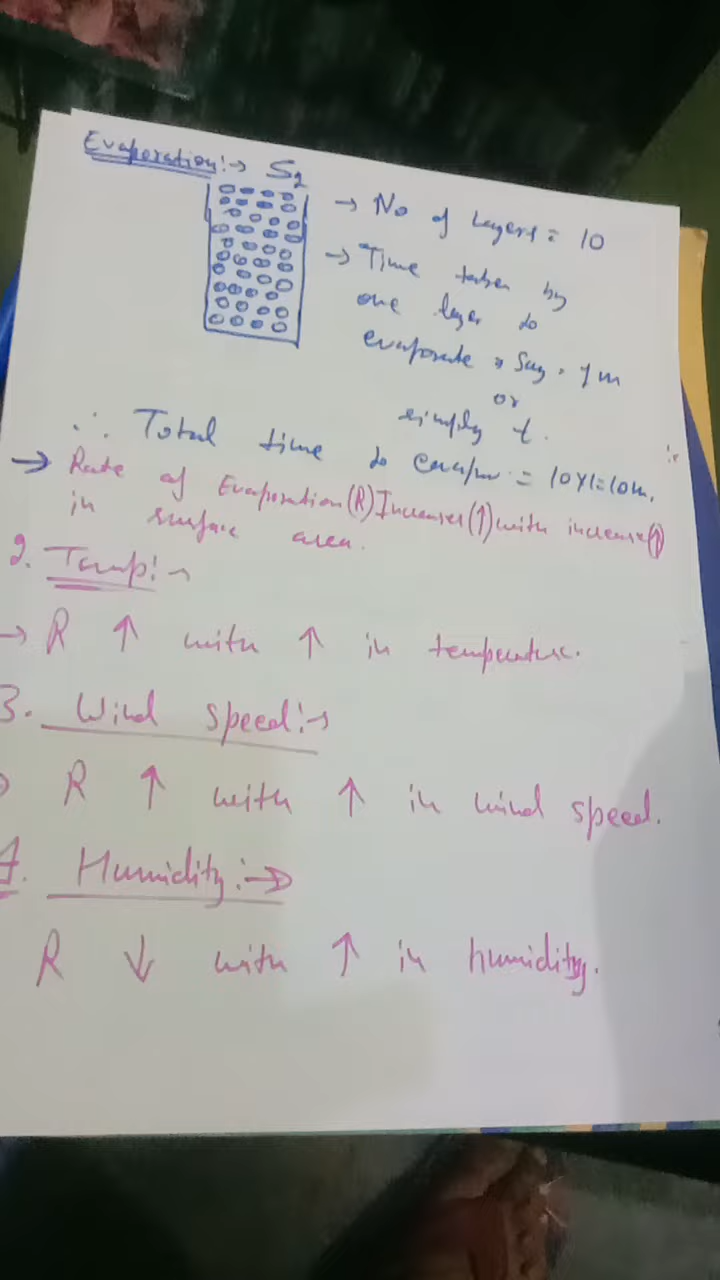 Evaporation:→ S2
→ No of Layers = 10
→ Time taken by
one layer to
evaporate → Say, 1m
or
simply t.
∴ Total time to = 10×1=10m.
→ Rate of Evaporation (R) Increases (↑) with increase (↑)
in surface area.
2. Temp:→
→ R ↑ with ↑ in temperature.
3. Wind speed:→
R ↑ with ↑ in wind speed.
4. Humidity:→
R ↓ with ↑ in humidity.